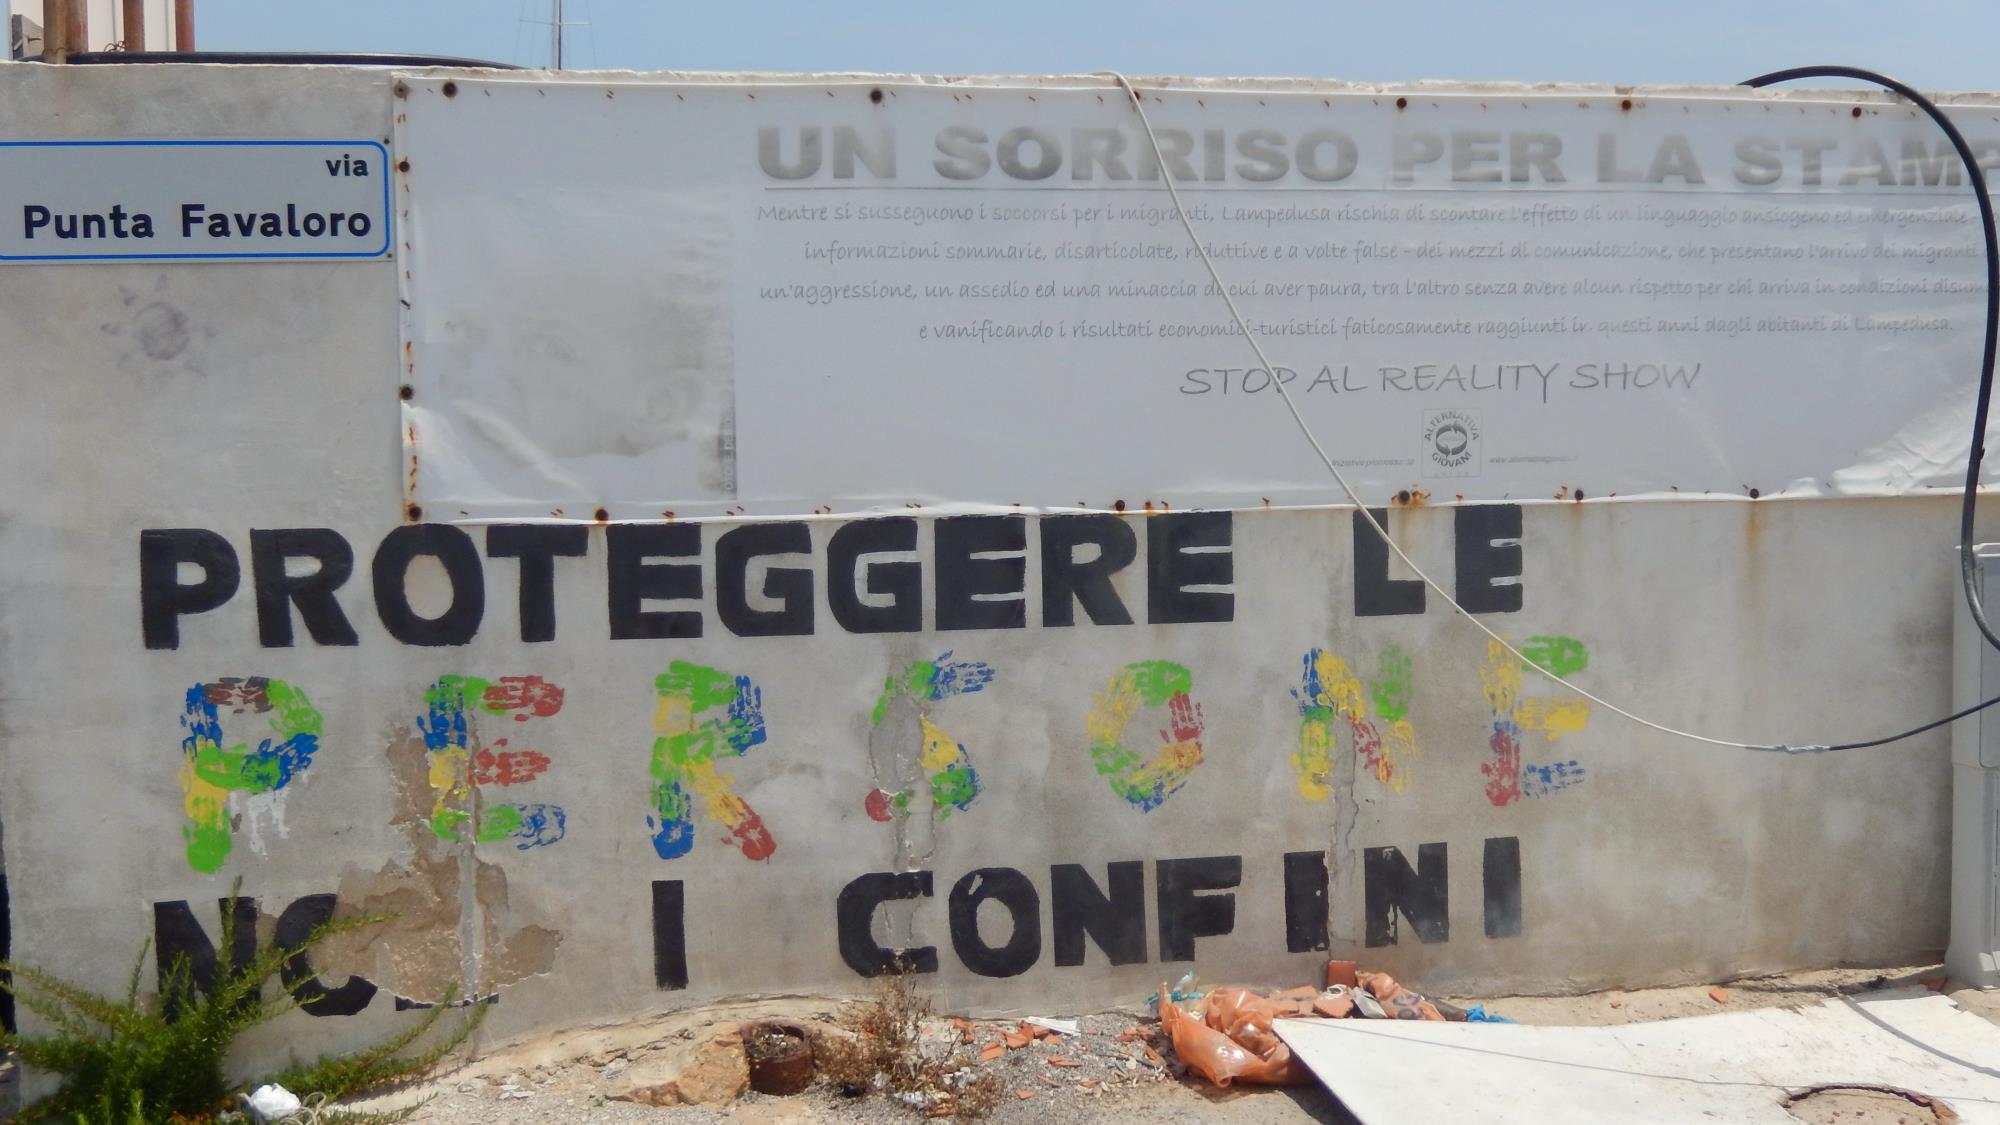 via
Punta Favaloro
UN SORRISO PER LA STAMP
Mentre si susseguono i soccorsi per i migranti, Lampedusa rischia di scontare l'effetto di un linguaggio ansiogeno ed emergenziale -
informazioni sommarie, disarticolate, riduttive e a volte false - dei mezzi di comunicazione, che presentano l'arrivo dei migranti
un'aggressione, un assedio ed una minaccia di cui aver paura, tra l'altro senza avere alcun rispetto per chi arriva in condizioni disum
e vanificando i risultati economici-turistici faticosamente raggiunti in questi anni dagli abitanti di Lampedusa.
STOP AL REALITY SHOW
ALTERNATIVA
GIOVANI
PROTEGGERE LE
PERSONE
NON I CONFINI